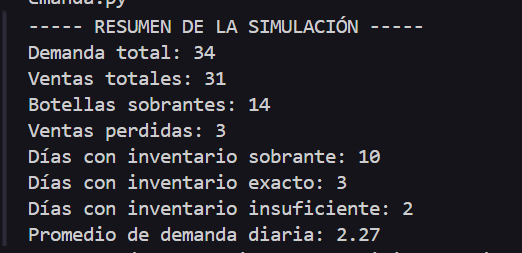 emanda.py
----- RESUMEN DE LA SIMULACIÓN -----
Demanda total: 34
Ventas totales: 31
Botellas sobrantes: 14
Ventas perdidas: 3
Días con inventario sobrante: 10
Días con inventario exacto: 3
Días con inventario insuficiente: 2
Promedio de demanda diaria: 2.27